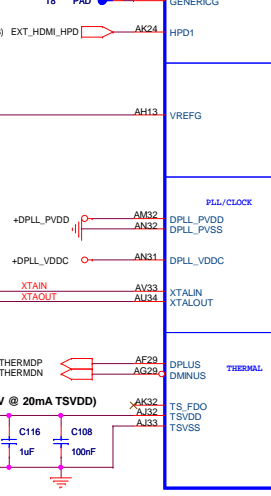 T8 PAD GENERICG
EXT_HDMI_HPD AK24 HPD1
AH13 VREFG
PLL/CLOCK
+DPLL_PVDD AM32 DPLL_PVDD
AN32 DPLL_PVSS
+DPLL_VDDC AN31 DPLL_VDDC
XTAIN AV33 XTALIN
XTAOUT AU34 XTALOUT
THERMDP AF29 DPLUS
THERMAL
THERMDN AG29 DMINUS
V @ 20mA TSVDD) AK32 TS_FDO
AJ32 TSVDD
AJ33 TSVSS
C116 C108
1uF 100nF